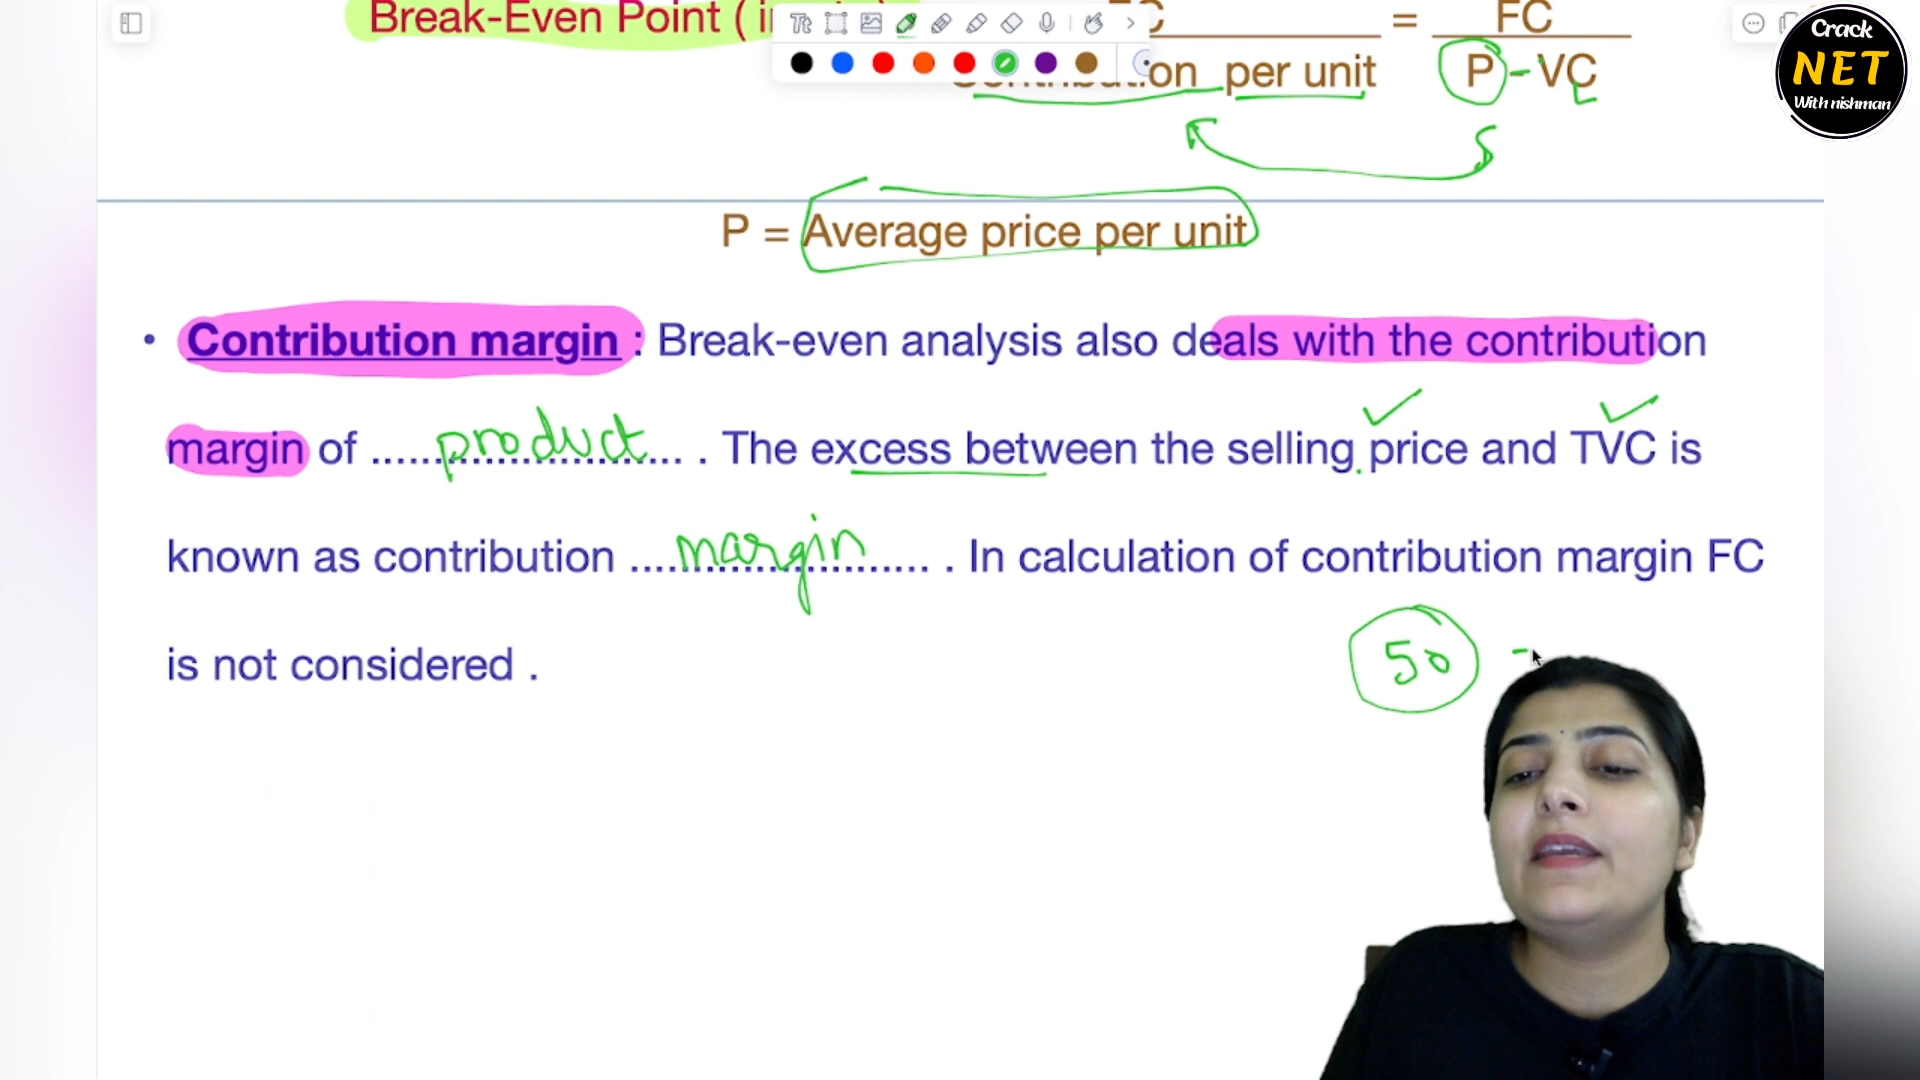 Break-Even Point ( i
FC = FC
on per unit P - VC
P = Average price per unit
• Contribution margin : Break-even analysis also deals with the contribution
margin of ......product...... . The excess between the selling price and TVC is
known as contribution ......margin...... . In calculation of contribution margin FC
is not considered .
50 -
Crack
NET
With nishman
Tt